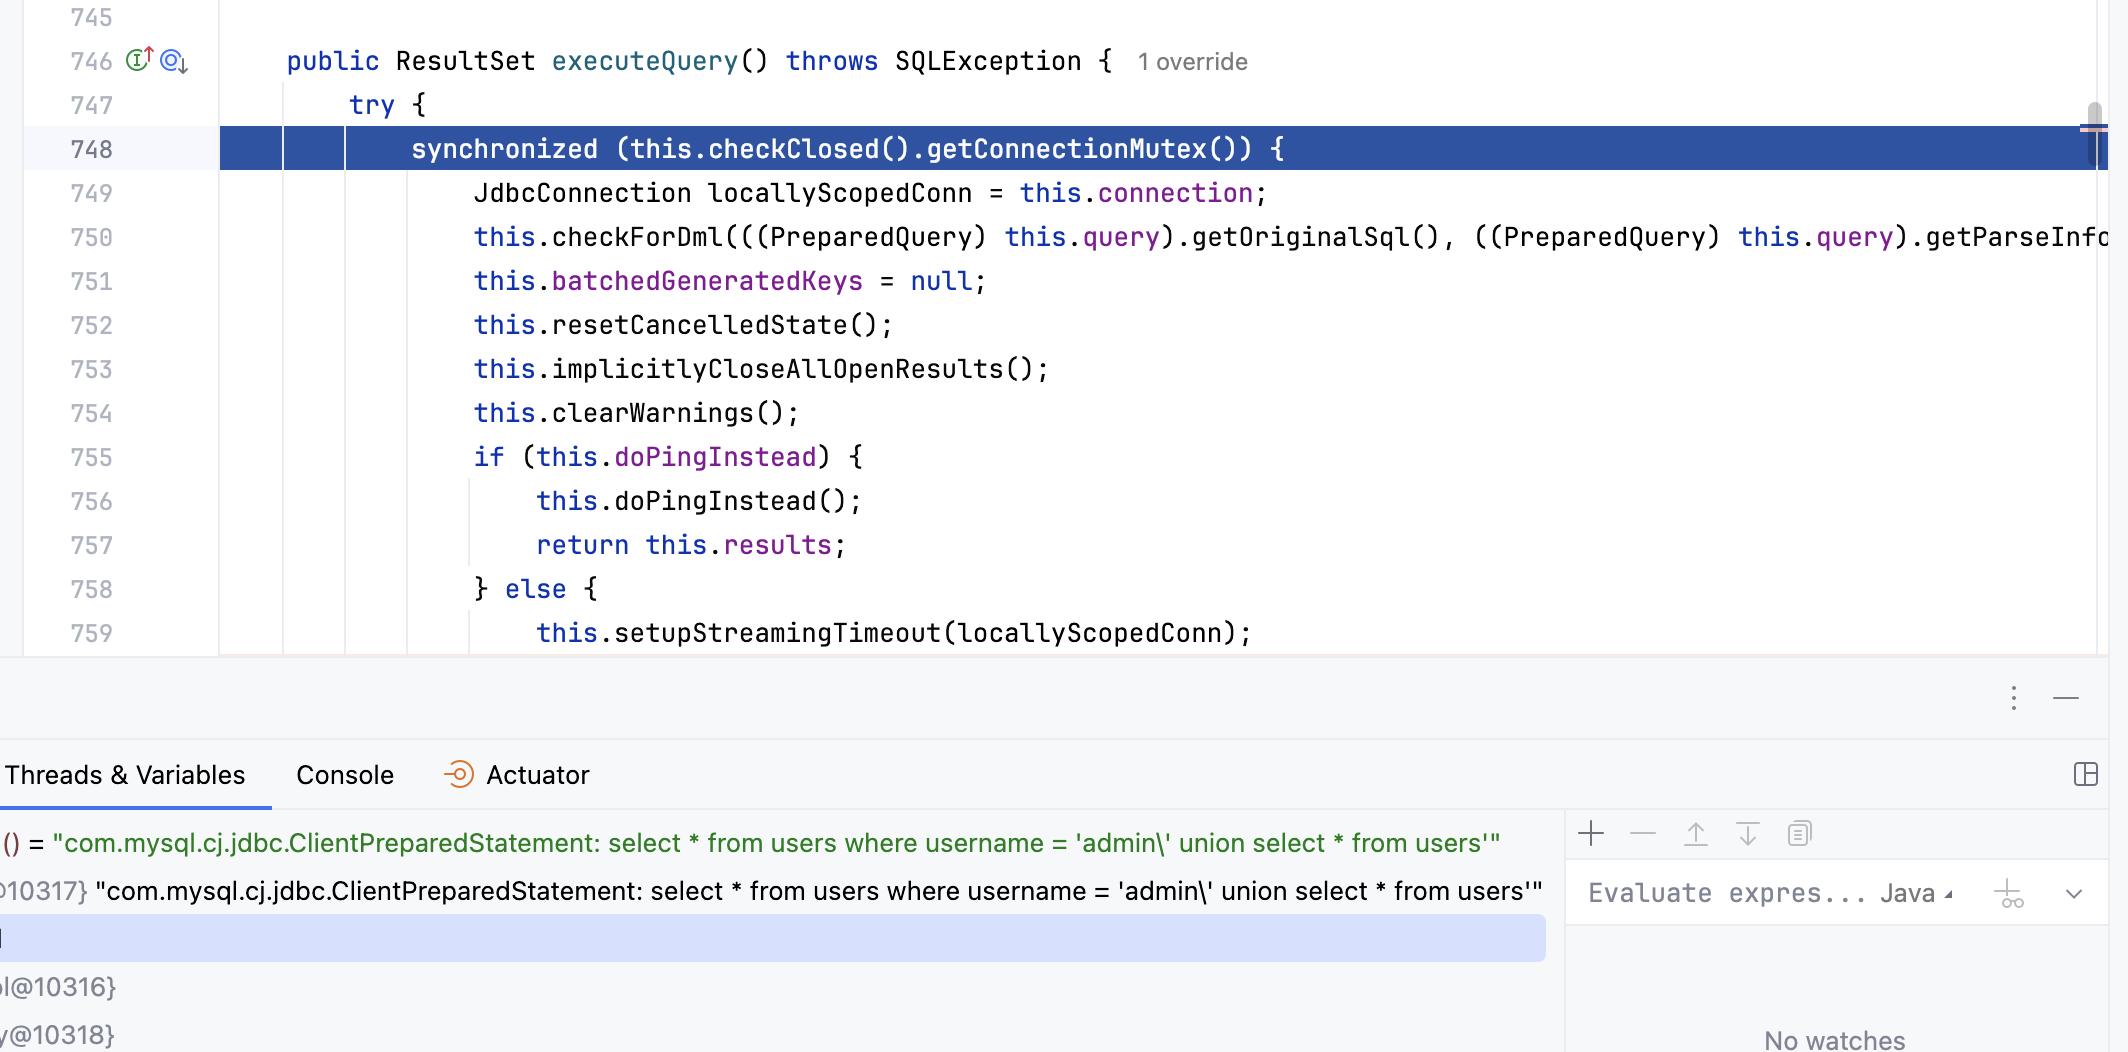 745
746 public ResultSet executeQuery() throws SQLException { 1 override
747 try {
748 synchronized (this.checkClosed().getConnectionMutex()) {
749 JdbcConnection locallyScopedConn = this.connection;
750 this.checkForDml(((PreparedQuery) this.query).getOriginalSql(), ((PreparedQuery) this.query).getParseInfo
751 this.batchedGeneratedKeys = null;
752 this.resetCancelledState();
753 this.implicitlyCloseAllOpenResults();
754 this.clearWarnings();
755 if (this.doPingInstead) {
756 this.doPingInstead();
757 return this.results;
758 } else {
759 this.setupStreamingTimeout(locallyScopedConn);
Threads & Variables Console Actuator
() = "com.mysql.cj.jdbc.ClientPreparedStatement: select * from users where username = 'admin\' union select * from users'"
@10317} "com.mysql.cj.jdbc.ClientPreparedStatement: select * from users where username = 'admin\' union select * from users'"
Evaluate expres... Java
l@10316}
y@10318}
No watches